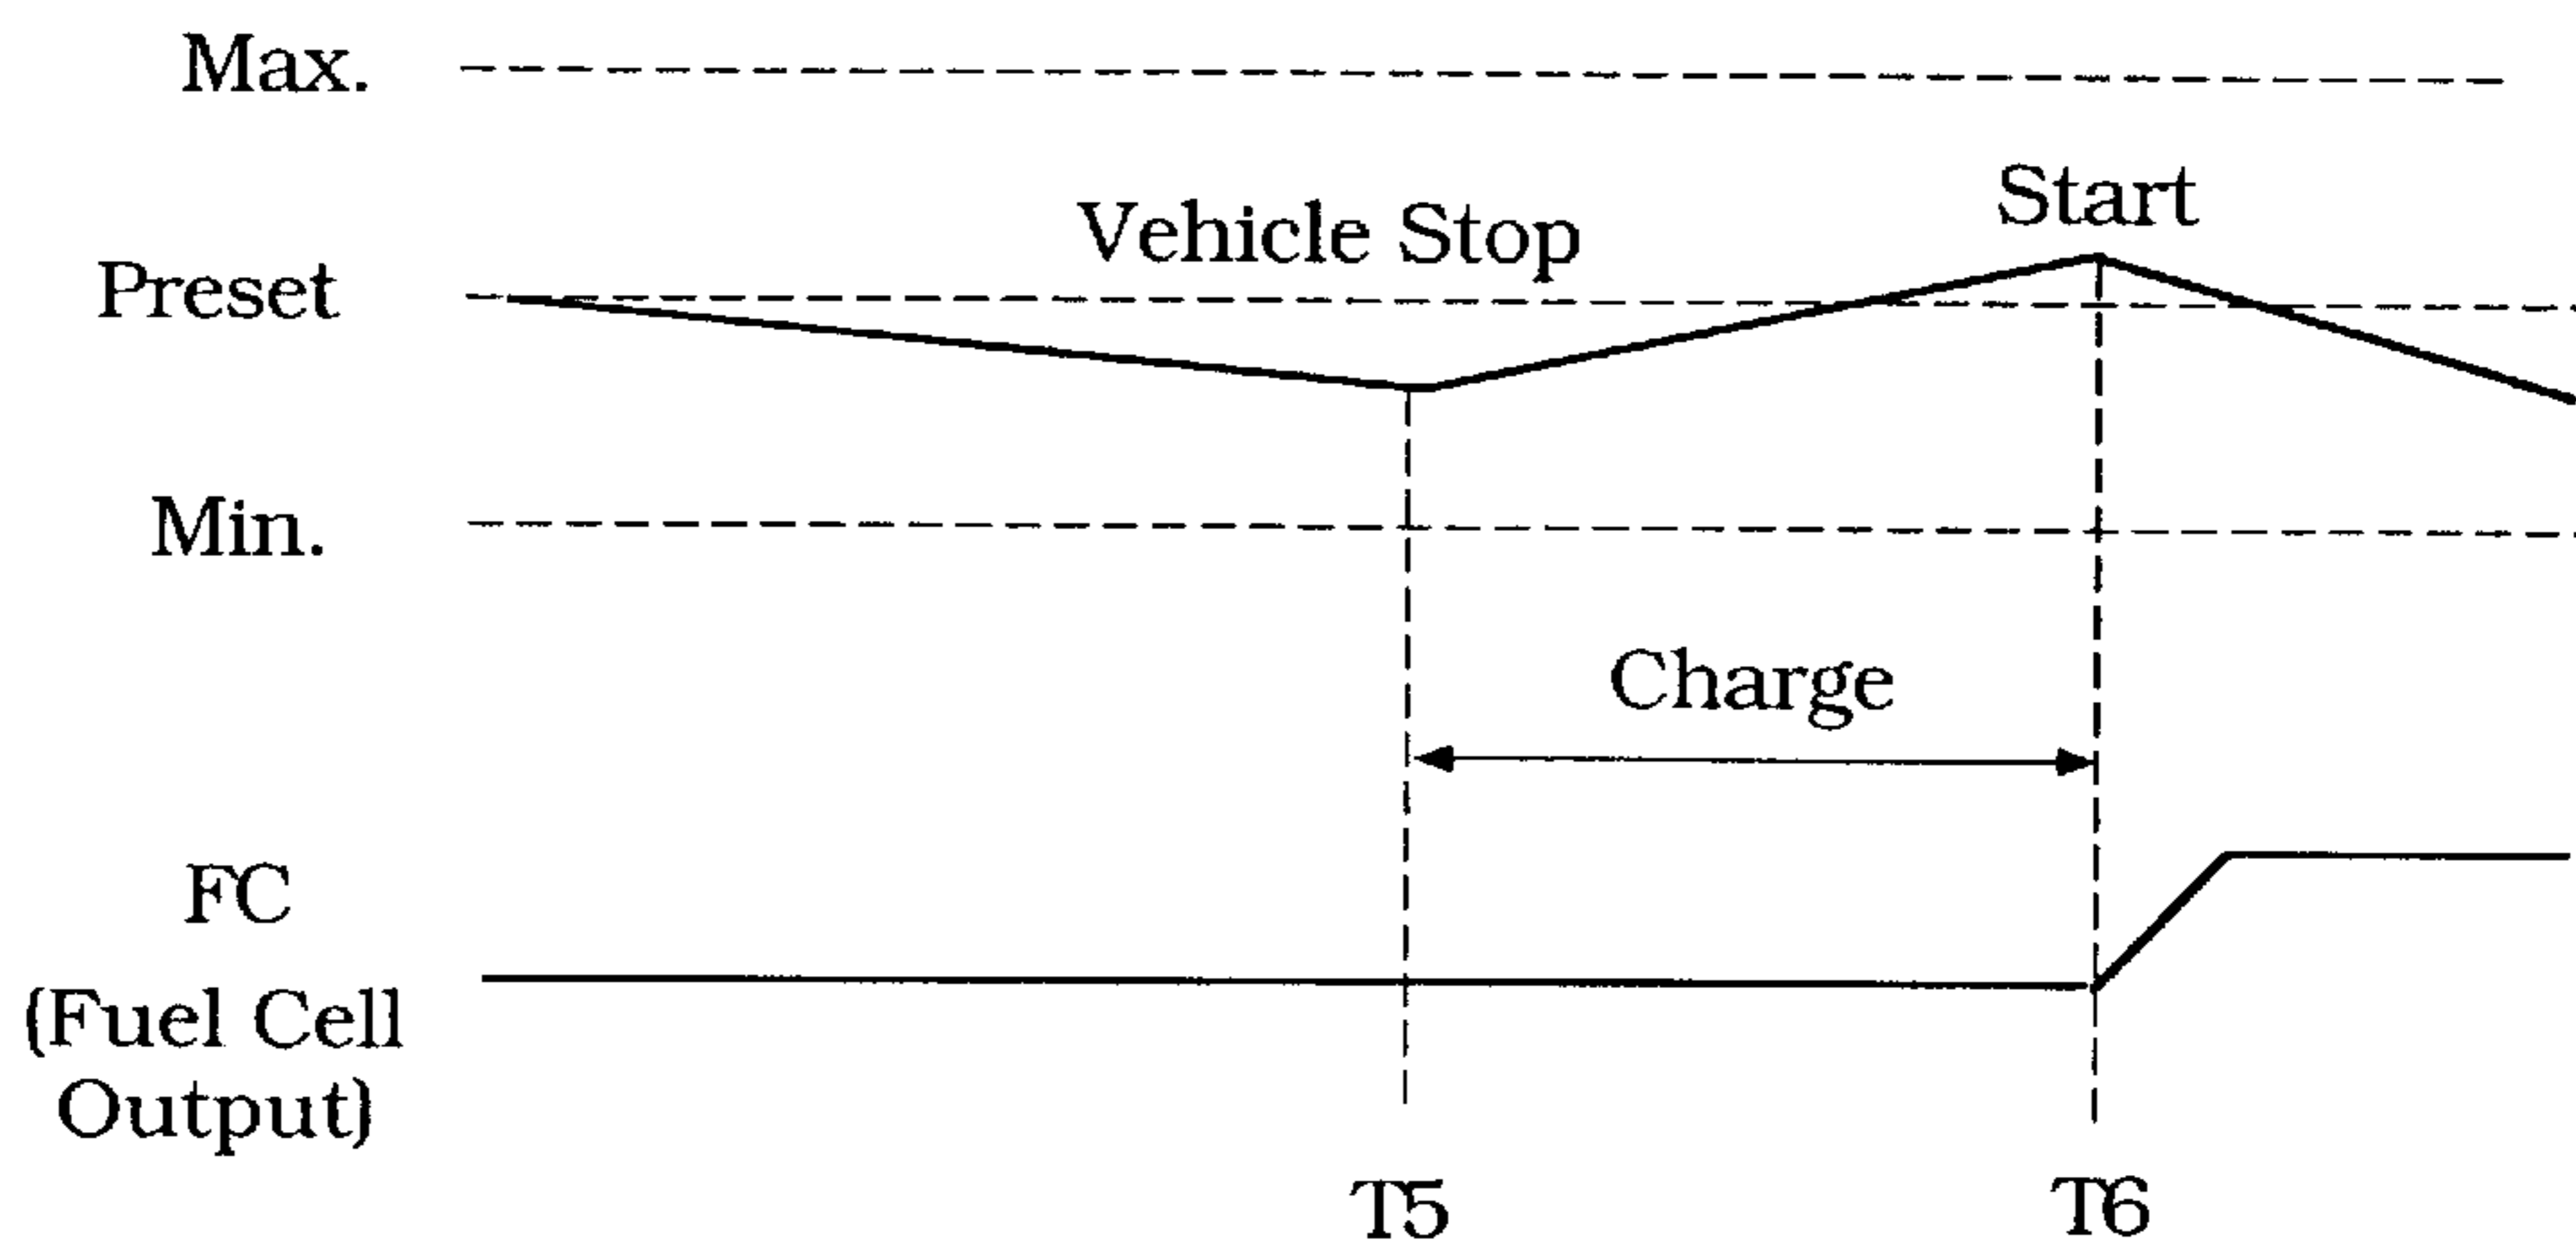 Max.
Start
Vehicle Stop
Preset
Min.
Charge
FC
(Fuel Cell
Output)
T5
T6